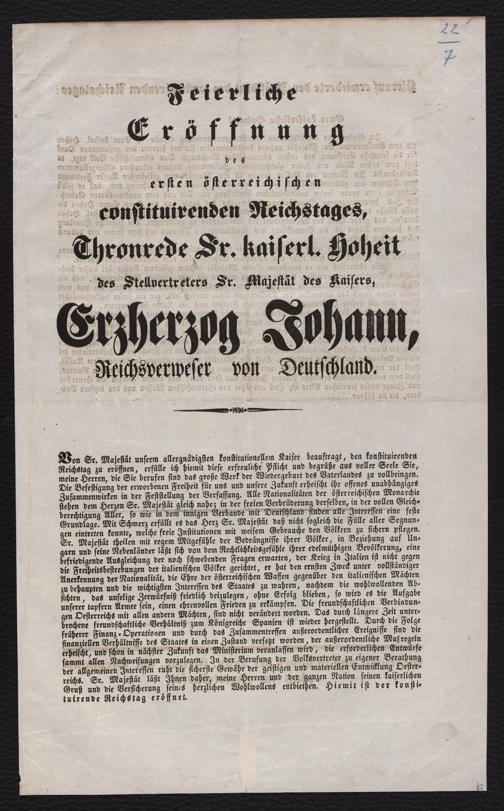 22
7
Feierliche
Eröffnung
des
ersten österreichischen
constituirenden Reichstages,
Thronrede Sr. kaiserl. Hoheit
des Stellvertreters Sr. Majestät des Kaisers,
Erzherzog Johann,
Reichsverweser von Deutschland.
Von Sr. Majestät unserm allergnädigsten konstitutionellem Kaiser beauftragt, den konstituirenden
Reichstag zu eröffnen, erfülle ich hiemit diese erfreuliche Pflicht und begrüße aus voller Seele Sie,
meine Herren, die Sie berufen sind das große Werk der Wiedergeburt des Vaterlandes zu vollbringen.
Die Befestigung der erworbenen Freiheit für uns und unsere Zukunft erheischt ihr offenes unabhängiges
Zusammenwirken in der Feststellung der Verfassung. Alle Nationalitäten der österreichischen Monarchie
stehen dem Herzen Sr. Majestät gleich nahe; in der freien Verbrüderung derselben, in der vollen Gleich-
berechtigung Aller, so wie in dem innigen Verbande mit Deutschland finden alle Interessen eine feste
Grundlage. Mit Schmerz erfüllt es das Herz Sr. Majestät daß nicht sogleich die Fülle aller Segnun-
gen eintreten konnte, welche freie Institutionen mit weisem Gebrauche den Völkern zu sichern pflegen.
Sr. Majestät theilen mit regem Mitgefühle der Bedrängnisse ihrer Völker, in Beziehung auf Un-
garn und seine Nebenländer läßt sich von dem Rechtlichkeitsgefühle ihrer edelmüthigen Bevölkerung, eine
befriedigende Ausgleichung der noch schwebenden Fragen erwarten, der Krieg in Italien ist nicht gegen
die Freiheitsbestrebungen der italienischen Völker gerichtet, er hat den ernsten Zweck unter vollständiger
Anerkennung der Nationalität, die Ehre der österreichischen Waffen gegenüber den italienischen Mächten
zu behaupten und die wichtigsten Interessen des Staates zu wahren, nachdem die wohlwollenden Ab-
sichten, das unselige Zerwürfniß friedlich beizulegen, ohne Erfolg blieben, so wird es die Aufgabe
unserer tapfern Armee sein, einen ehrenvollen Frieden zu erkämpfen. Die freundschaftlichen Verbindun-
gen Oesterreichs mit allen andern Mächten, sind nicht verändert worden. Das durch längere Zeit unter-
brochene freundschaftliche Verhältniß zum Königreiche Spanien ist wieder hergestellt. Durch die Folge
früherer Finanz-Operationen und durch das Zusammentreffen außerordentlicher Ereignisse sind die
finanziellen Verhältnisse des Staates in einen Zustand versetzt worden, der außerordentliche Maßregeln
erheischt, und schon in nächster Zukunft das Ministerium veranlassen wird, die erforderlichen Entwürfe
sammt allen Nachweisungen vorzulegen. In der Berufung der Volksvertreter zu eigener Berathung
der allgemeinen Interessen ruht die sicherste Gewähr der geistigen und materiellen Entwicklung Oester-
reichs. Sr. Majestät läßt Ihnen daher, meine Herren und der ganzen Nation seinen kaiserlichen
Gruß und die Versicherung seines herzlichen Wohlwollens entbiethen. Hiemit ist der konsti-
tuirende Reichstag eröffnet.